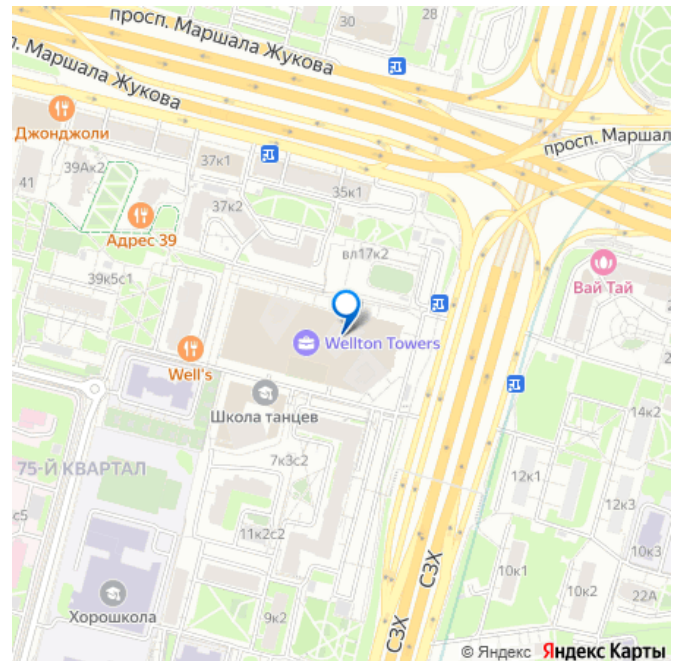 30
28
просп. Маршала Жукова
п. Маршала Жукова
Джонджоли
просп. Маршал
39Ак2
37к1
41
35к1
37к2
Адрес 39
вл17к2
39к5с1
Вай Тай
Wellton Towers
Well's
2
Школа танцев
14к2
7к3с2
75-Й КВАРТАЛ
12к1
12к3
с5
11к2с2
10к3
СЗХ
10к1
10к2
22А
Хорошкола
9к2
СЗХ
© Яндекс Яндекс Карты